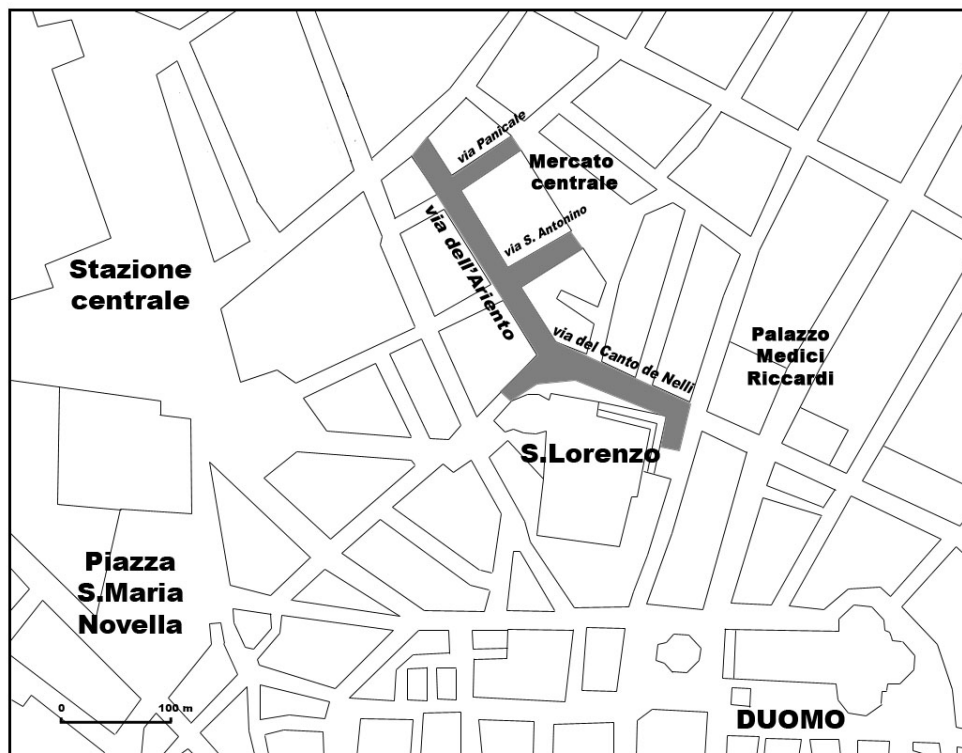 via Panicale
Mercato
centrale
via S. Antonino
via dell'Ariento
Stazione
centrale
via del Canto de Nelli
Palazzo
Medici
Riccardi
S.Lorenzo
Piazza
S.Maria
Novella
0 100 m
DUOMO